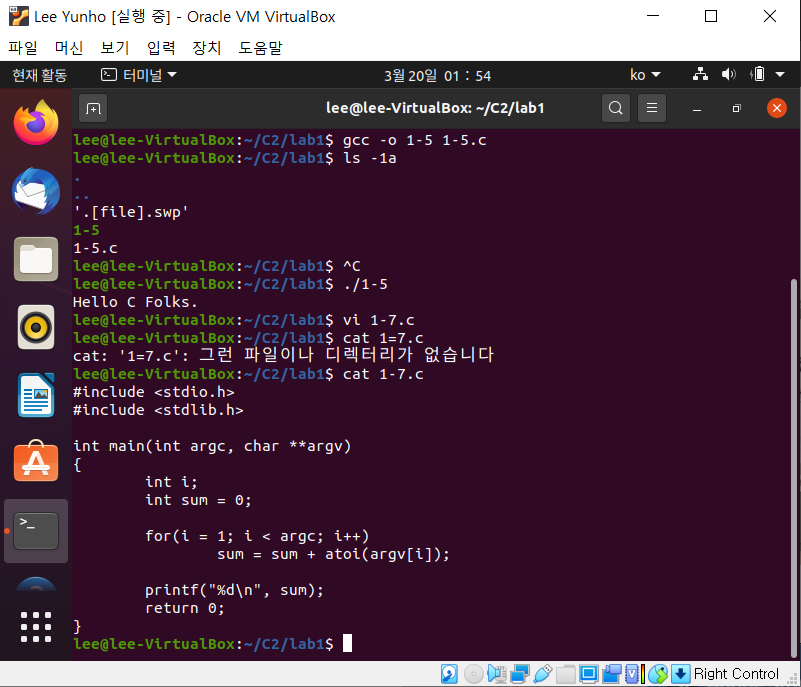 Lee Yunho [실행 중] - Oracle VM VirtualBox
파일 머신 보기 입력 장치 도움말
현재 활동 터미널 3월 20일 01 : 54 ko
lee@lee-VirtualBox: ~/C2/lab1
lee@lee-VirtualBox:~/C2/lab1$ gcc -o 1-5 1-5.c
lee@lee-VirtualBox:~/C2/lab1$ ls -1a
.
..
'.[file].swp'
1-5
1-5.c
lee@lee-VirtualBox:~/C2/lab1$ ^C
lee@lee-VirtualBox:~/C2/lab1$ ./1-5
Hello C Folks.
lee@lee-VirtualBox:~/C2/lab1$ vi 1-7.c
lee@lee-VirtualBox:~/C2/lab1$ cat 1=7.c
cat: '1=7.c': 그런 파일이나 디렉터리가 없습니다
lee@lee-VirtualBox:~/C2/lab1$ cat 1-7.c
#include <stdio.h>
#include <stdlib.h>
int main(int argc, char **argv)
{
int i;
int sum = 0;
for(i = 1; i < argc; i++)
sum = sum + atoi(argv[i]);
printf("%d\n", sum);
return 0;
}
lee@lee-VirtualBox:~/C2/lab1$
Right Control